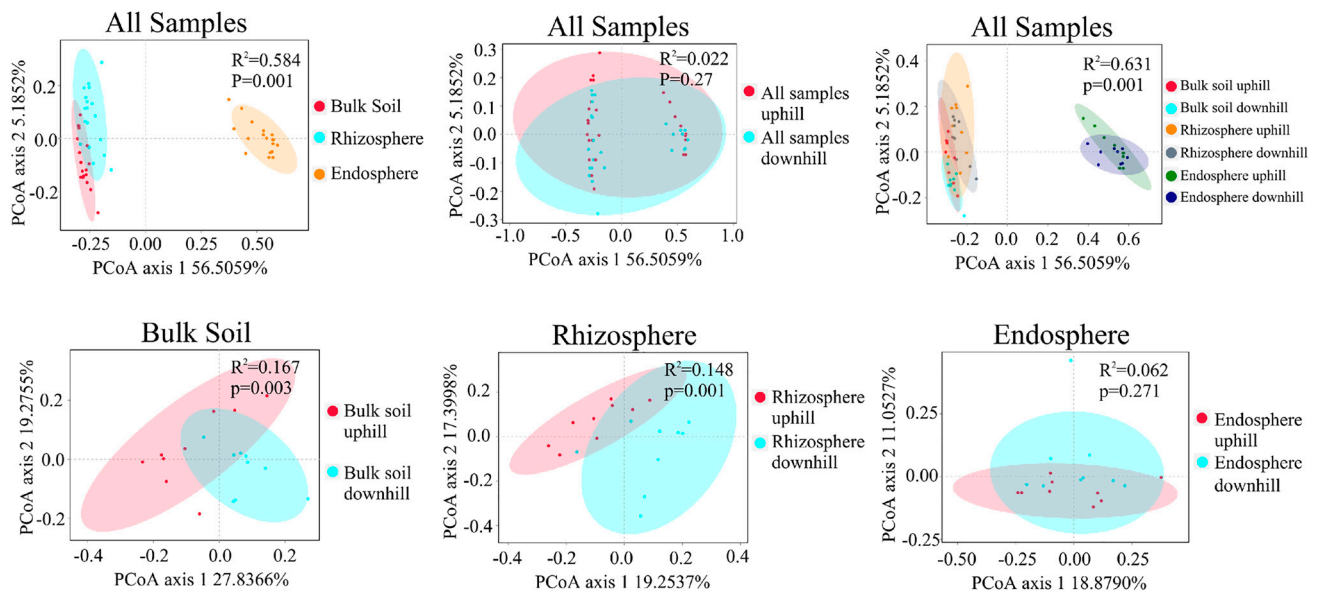 All Samples
R²=0.584
P=0.001
0.2
0.0
-0.2
PCoA axis 2 5.1852%
-0.25
0.00
0.25
0.50
PCoA axis 1 56.5059%
Bulk Soil
Rhizosphere
Endosphere
All Samples
R²=0.022
P=0.27
0.3
0.2
0.1
0.0
-0.1
-0.2
-0.3
PCoA axis 2 5.1852%
-1.0
-0.5
0.0
0.5
1.0
PCoA axis 1 56.5059%
All samples
uphill
All samples
downhill
All Samples
R²=0.631
p=0.001
0.4
0.2
0.0
-0.2
PCoA axis 2 5.1852%
-0.2
0.0
0.2
0.4
0.6
PCoA axis 1 56.5059%
Bulk soil uphill
Bulk soil downhill
Rhizosphere uphill
Rhizosphere downhill
Endosphere uphill
Endosphere downhill
Bulk Soil
R²=0.167
p=0.003
0.2
0.0
-0.2
PCoA axis 2 19.2755%
-0.4
-0.2
0.0
0.2
PCoA axis 1 27.8366%
Bulk soil
uphill
Bulk soil
downhill
Rhizosphere
R²=0.148
p=0.001
0.2
0.0
-0.2
-0.4
PCoA axis 2 17.3998%
-0.4
-0.2
0.0
0.2
0.4
PCoA axis 1 19.2537%
Rhizosphere
uphill
Rhizosphere
downhill
Endosphere
R²=0.062
p=0.271
0.25
0.00
-0.25
PCoA axis 2 11.0527%
-0.50
-0.25
0.00
0.25
PCoA axis 1 18.8790%
Endosphere
uphill
Endosphere
downhill